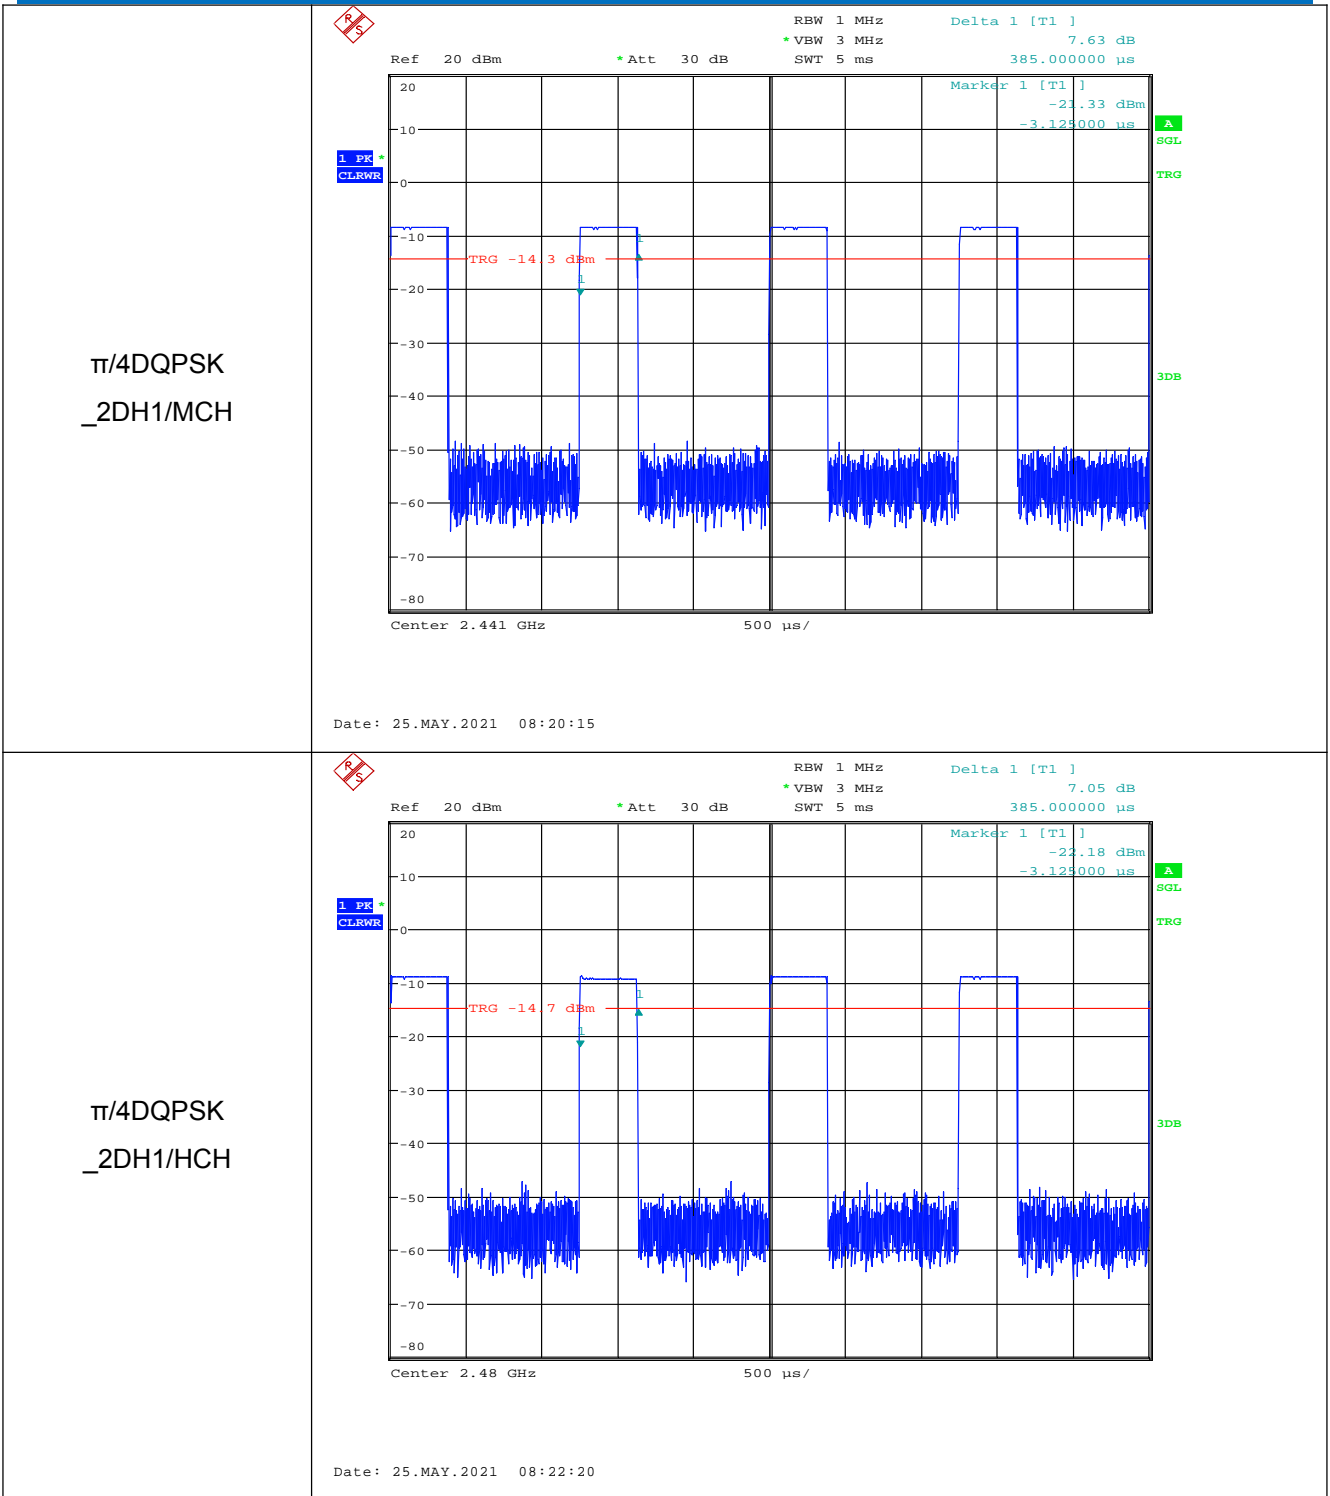 π/4DQPSK
_2DH1/MCH
R S
RBW 1 MHz Delta 1 [T1 ]
*VBW 3 MHz 7.63 dB
Ref 20 dBm *Att 30 dB SWT 5 ms 385.000000 µs
20 Marker 1 [T1 ]
-21.33 dBm
10 -3.125000 µs A
SGL
1 PK *
CLRWR 0 TRG
-10 1
TRG -14.3 dBm
1
-20
-30
3DB
-40
-50
-60
-70
-80
Center 2.441 GHz 500 µs/
Date: 25.MAY.2021 08:20:15
π/4DQPSK
_2DH1/HCH
R S
RBW 1 MHz Delta 1 [T1 ]
*VBW 3 MHz 7.05 dB
Ref 20 dBm *Att 30 dB SWT 5 ms 385.000000 µs
20 Marker 1 [T1 ]
-22.18 dBm
10 -3.125000 µs A
SGL
1 PK *
CLRWR 0 TRG
-10 1
TRG -14.7 dBm
1
-20
-30
3DB
-40
-50
-60
-70
-80
Center 2.48 GHz 500 µs/
Date: 25.MAY.2021 08:22:20